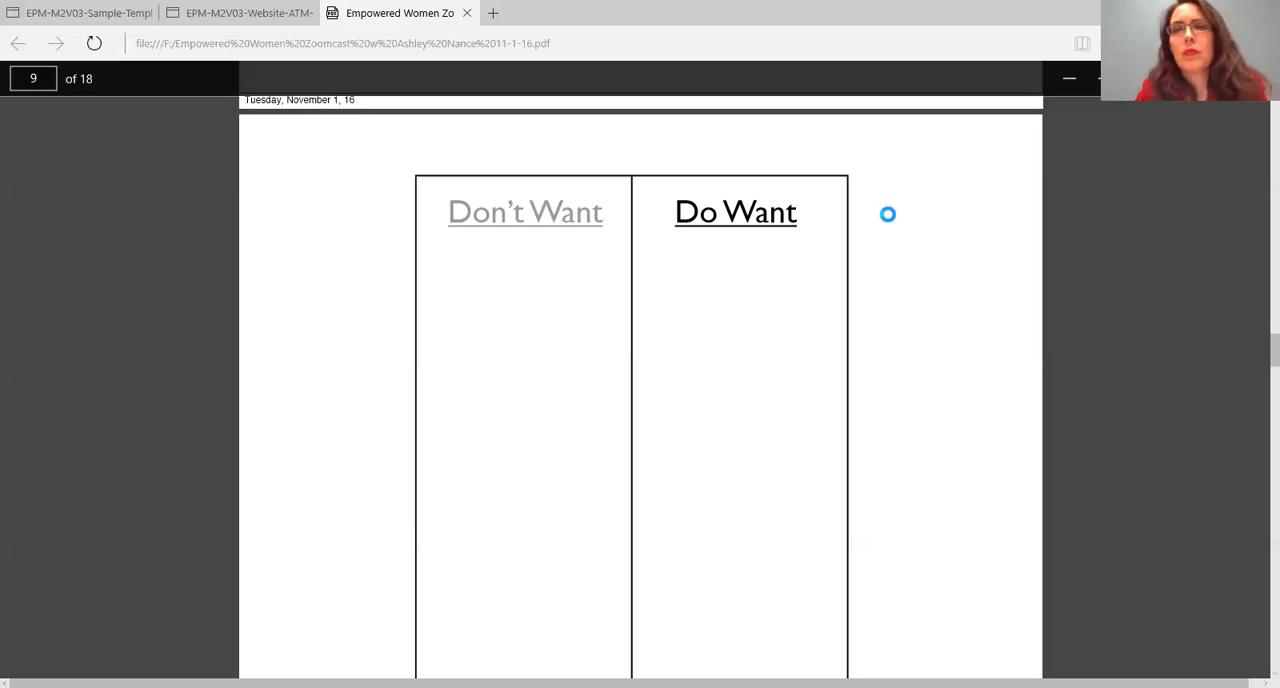 EPM-M2V03-Sample-Templ
EPM-M2V03-Website-ATM-
Empowered Women Zo
file:///F:/Empowered%20Women%20Zoomcast%20w%20Ashley%20Nance%2011-1-16.pdf
9 of 18
Tuesday, November 1, 16
Don't Want
Do Want